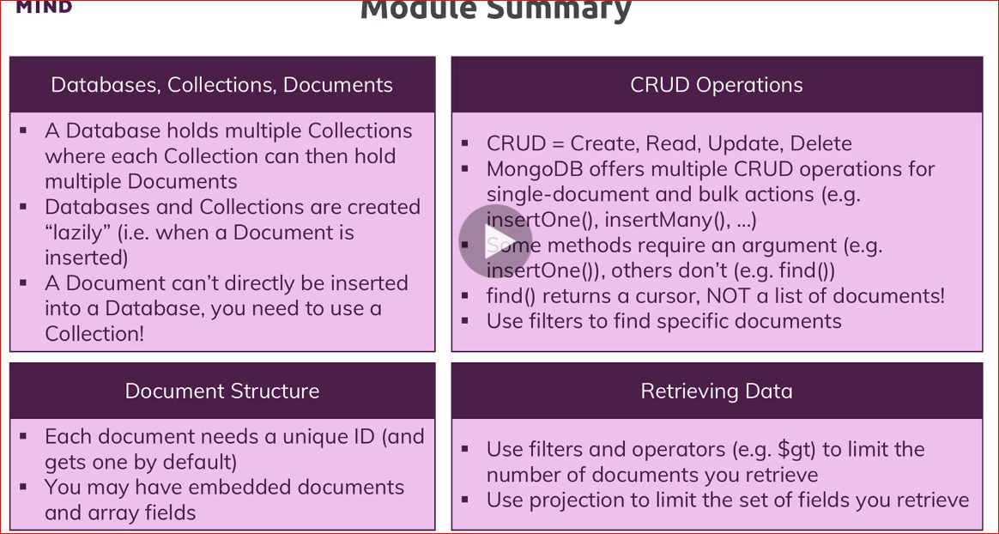 MIND
Module Summary
Databases, Collections, Documents
▪ A Database holds multiple Collections
where each Collection can then hold
multiple Documents
▪ Databases and Collections are created
“lazily” (i.e. when a Document is
inserted)
▪ A Document can’t directly be inserted
into a Database, you need to use a
Collection!
CRUD Operations
▪ CRUD = Create, Read, Update, Delete
▪ MongoDB offers multiple CRUD operations for
single-document and bulk actions (e.g.
insertOne(), insertMany(), …)
▪ Some methods require an argument (e.g.
insertOne()), others don’t (e.g. find())
▪ find() returns a cursor, NOT a list of documents!
▪ Use filters to find specific documents
Document Structure
▪ Each document needs a unique ID (and
gets one by default)
▪ You may have embedded documents
and array fields
Retrieving Data
▪ Use filters and operators (e.g. $gt) to limit the
number of documents you retrieve
▪ Use projection to limit the set of fields you retrieve